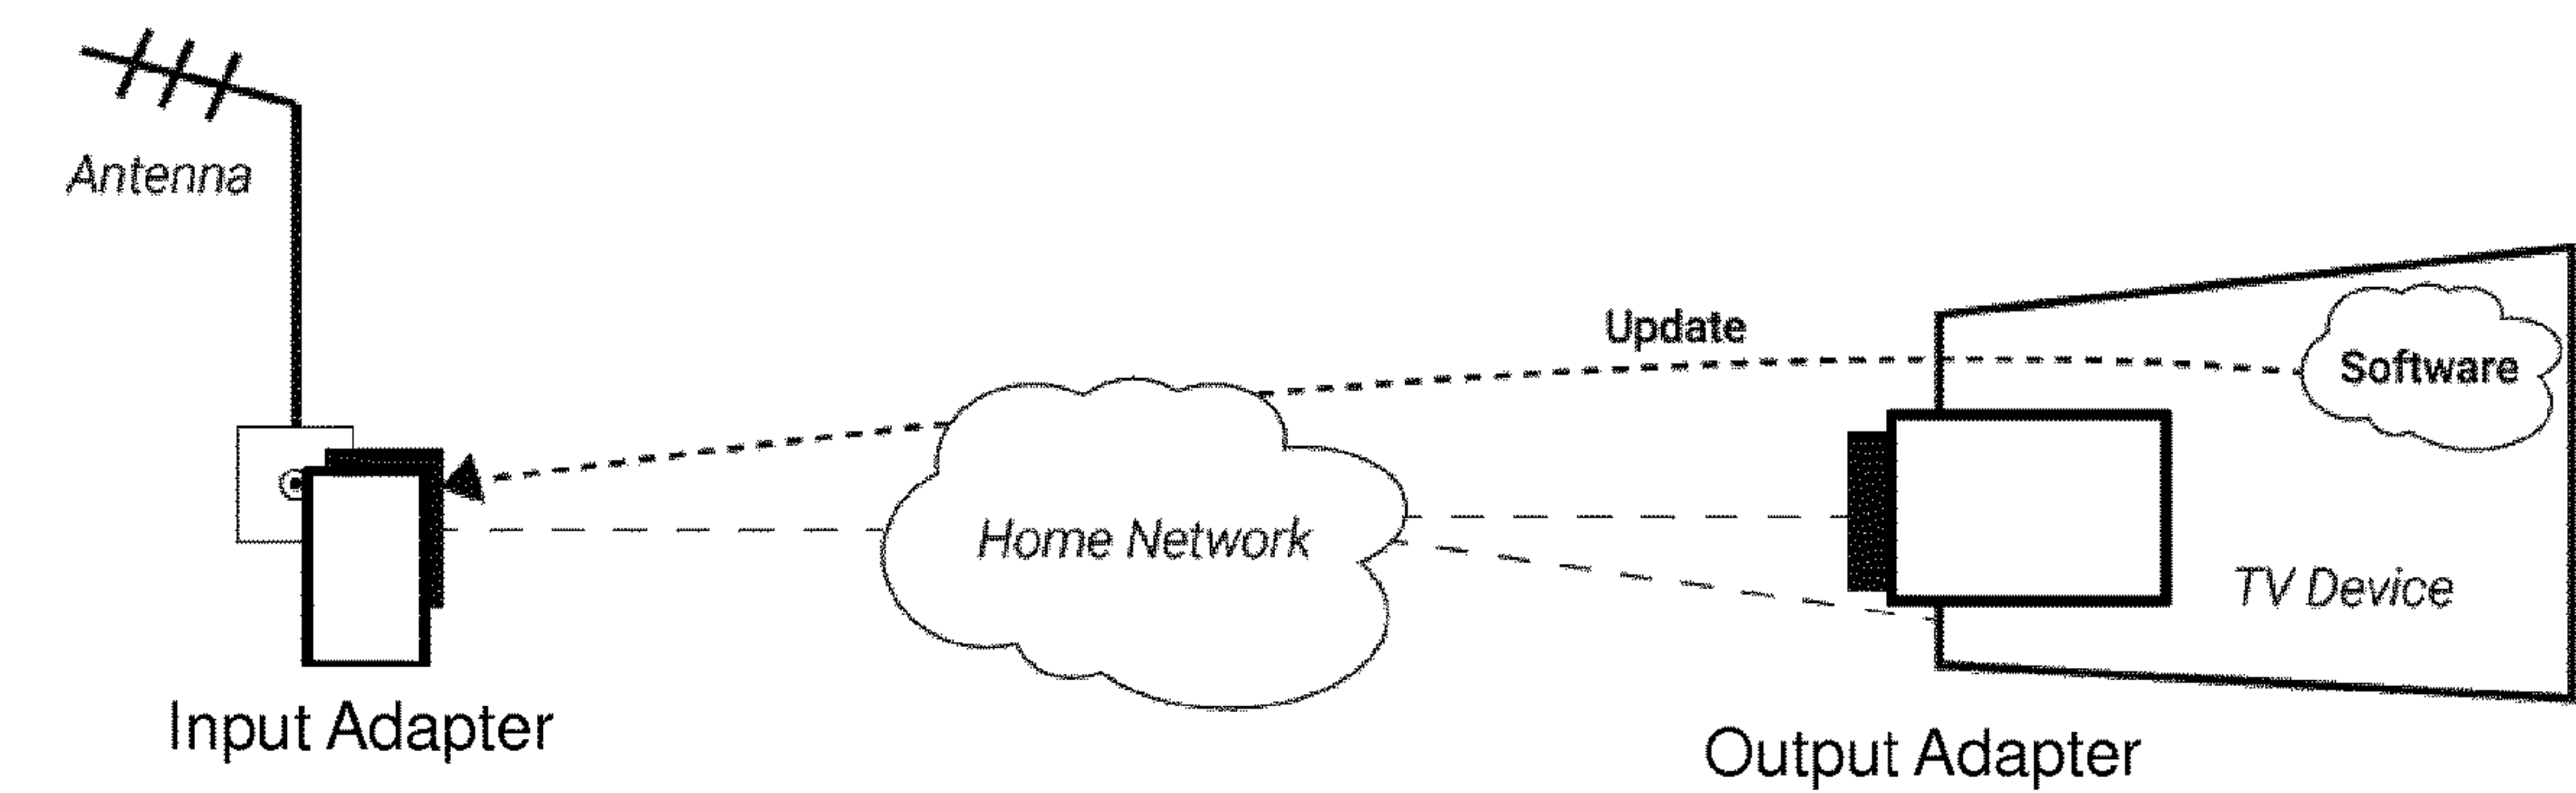 Antenna
Update
Software
Home Network
TV Device
Input Adapter
Output Adapter